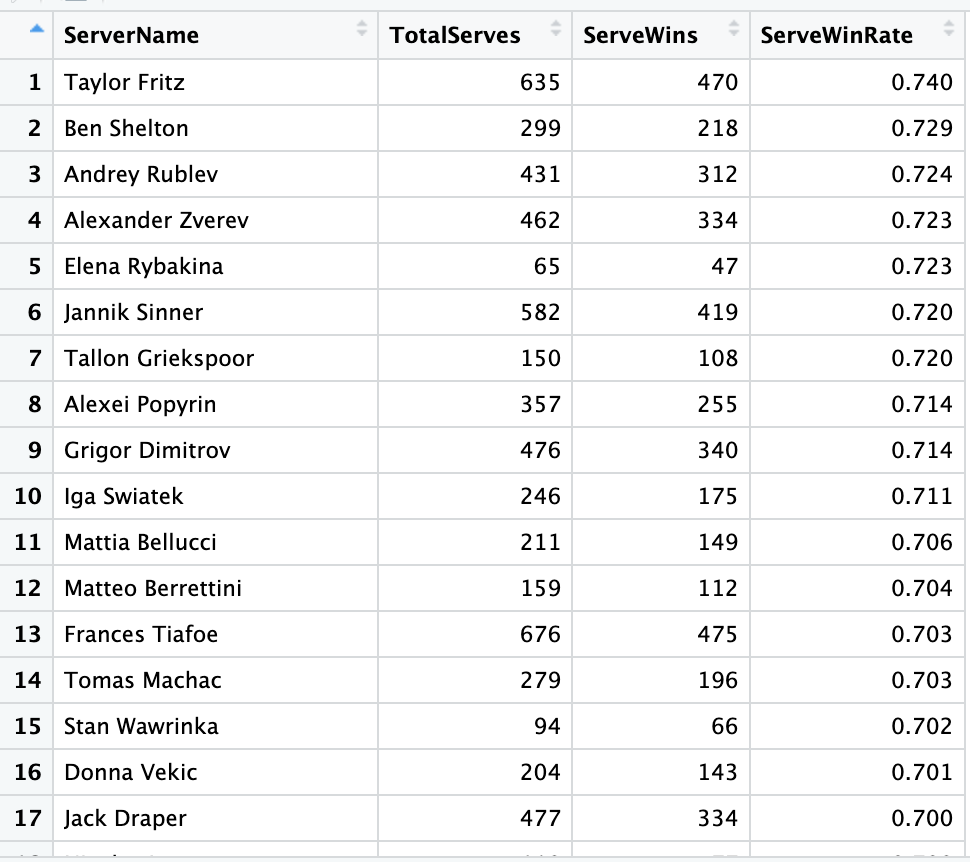 ServerName TotalServes ServeWins ServeWinRate
1 Taylor Fritz 635 470 0.740
2 Ben Shelton 299 218 0.729
3 Andrey Rublev 431 312 0.724
4 Alexander Zverev 462 334 0.723
5 Elena Rybakina 65 47 0.723
6 Jannik Sinner 582 419 0.720
7 Tallon Griekspoor 150 108 0.720
8 Alexei Popyrin 357 255 0.714
9 Grigor Dimitrov 476 340 0.714
10 Iga Swiatek 246 175 0.711
11 Mattia Bellucci 211 149 0.706
12 Matteo Berrettini 159 112 0.704
13 Frances Tiafoe 676 475 0.703
14 Tomas Machac 279 196 0.703
15 Stan Wawrinka 94 66 0.702
16 Donna Vekic 204 143 0.701
17 Jack Draper 477 334 0.700